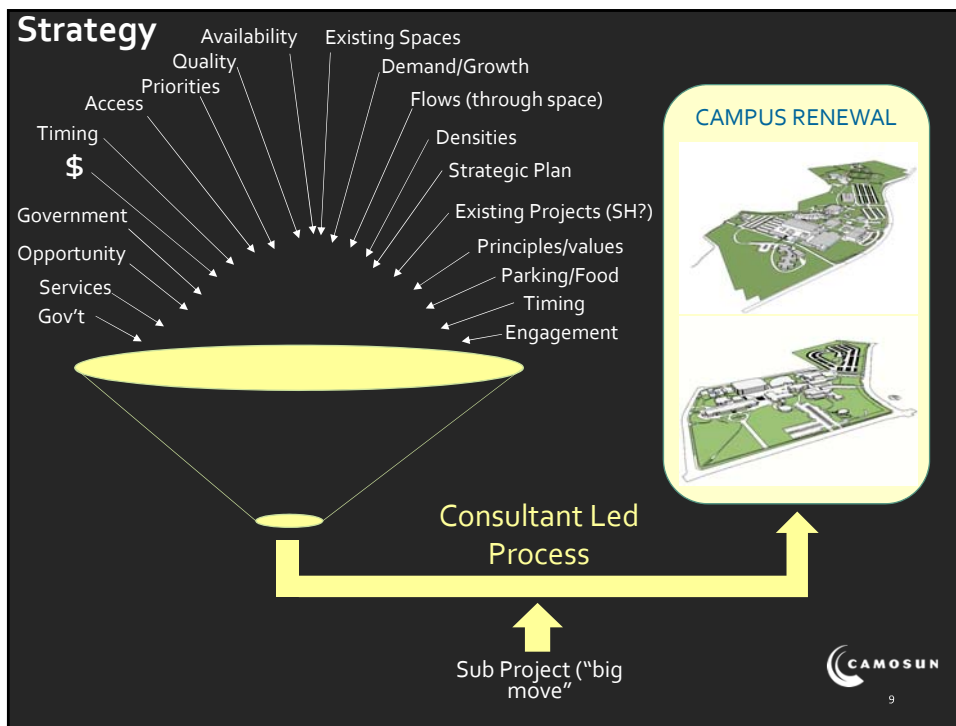 Strategy
Availability
Existing Spaces
Quality
Demand/Growth
Priorities
Flows (through space)
Access
Timing
Densities
$
Strategic Plan
Government
Existing Projects (SH?)
Opportunity
Principles/values
Services
Parking/Food
Gov't
Timing
Engagement
CAMPUS RENEWAL
Consultant Led
Process
Sub Project (“big
move”
CAMOSUN
9